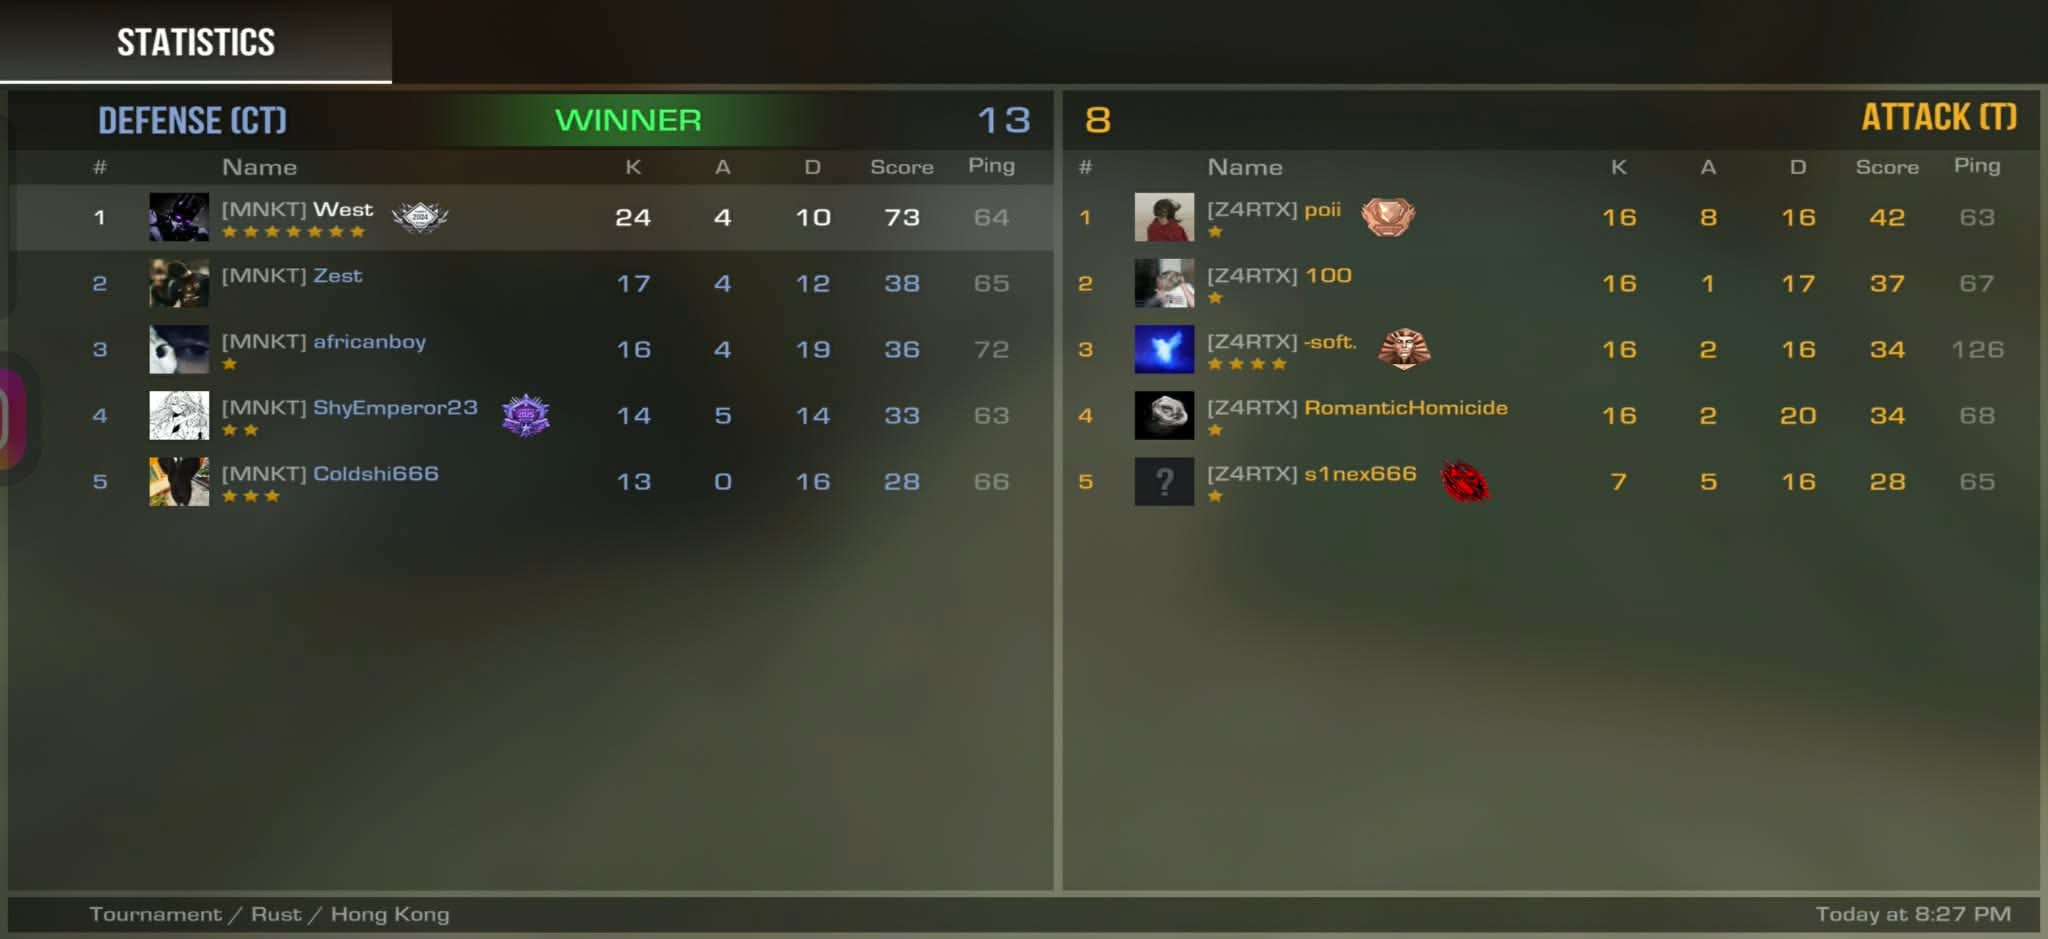 STATISTICS
DEFENSE (CT) WINNER 13
# Name K A D Score Ping
1 [MNKT] West 2024 24 4 10 73 64
2 [MNKT] Zest 17 4 12 38 65
3 [MNKT] africanboy 16 4 19 36 72
4 [MNKT] ShyEmperor23 2025 14 5 14 33 63
5 [MNKT] Coldshi666 13 0 16 28 66
8 ATTACK (T)
# Name K A D Score Ping
1 [Z4RTX] poii 16 8 16 42 63
2 [Z4RTX] 100 16 1 17 37 67
3 [Z4RTX] -soft. 16 2 16 34 126
4 [Z4RTX] RomanticHomicide 16 2 20 34 68
5 ? [Z4RTX] s1nex666 7 5 16 28 65
Tournament / Rust / Hong Kong
Today at 8:27 PM